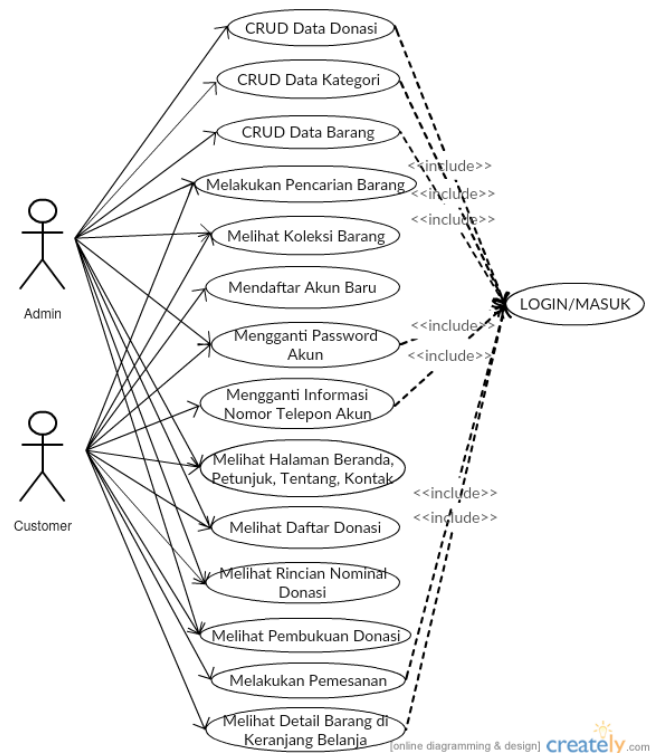 CRUD Data Donasi
CRUD Data Kategori
CRUD Data Barang
<<include>>
Melakukan Pencarian Barang
<<include>>
<<include>>
Melihat Koleksi Barang
Mendaftar Akun Baru
LOGIN/MASUK
Admin
<<include>>
Mengganti Password
Akun
<<include>>
Mengganti Informasi
Nomor Telepon Akun
Melihat Halaman Beranda,
Petunjuk, Tentang, Kontak
<<include>>
<<include>>
Customer
Melihat Daftar Donasi
Melihat Rincian Nominal
Donasi
Melihat Pembukuan Donasi
Melakukan Pemesanan
Melihat Detail Barang di
Keranjang Belanja
[online diagramming & design] creately.com